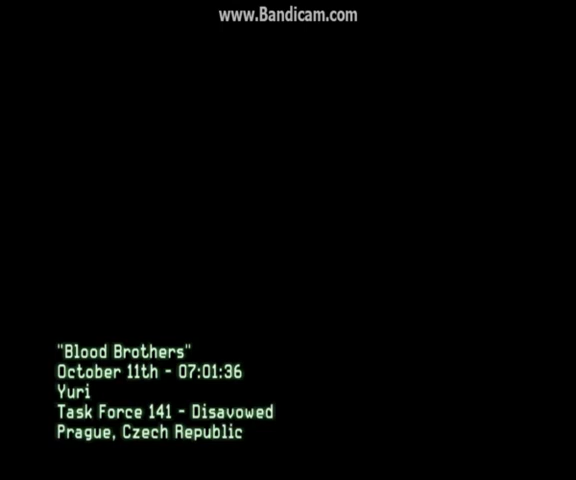 www.Bandicam.com
"Blood Brothers"
October 11th - 07:01:36
Yuri
Task Force 141 - Disavowed
Prague, Czech Republic